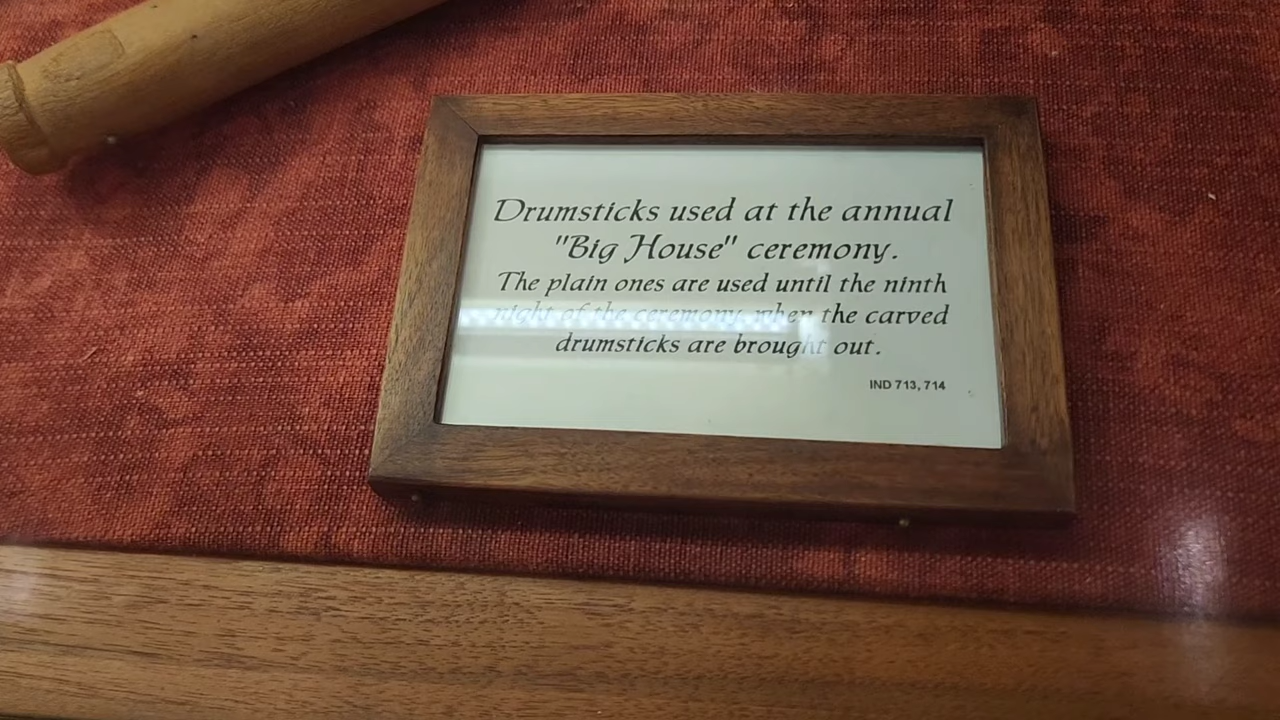 Drumsticks used at the annual
"Big House" ceremony.
The plain ones are used until the ninth
night of the ceremony, when the carved
drumsticks are brought out.
IND 713, 714